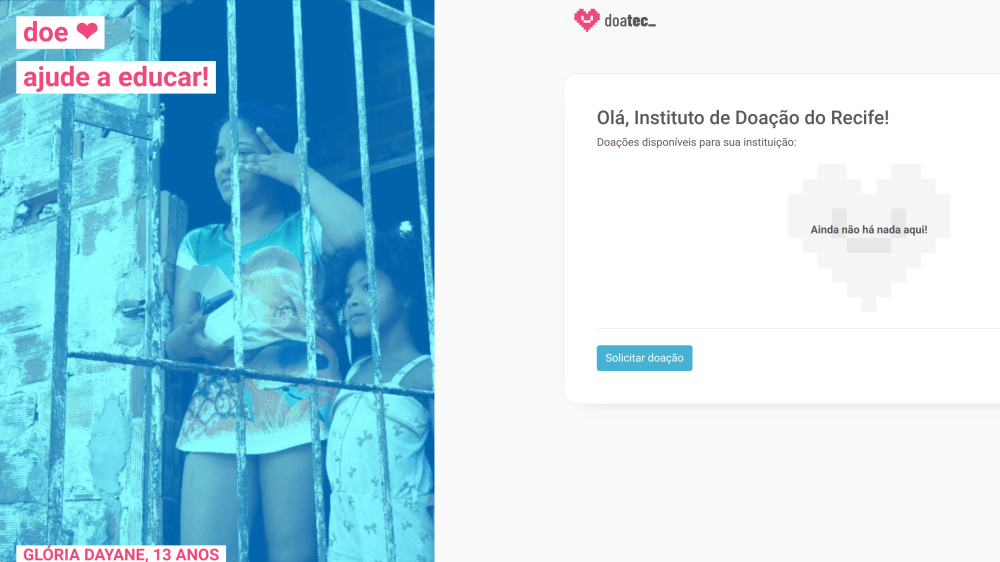 doe ❤
ajude a educar!
GLÓRIA DAYANE, 13 ANOS
doatec_
Olá, Instituto de Doação do Recife!
Doações disponíveis para sua instituição:
Ainda não há nada aqui!
Solicitar doação